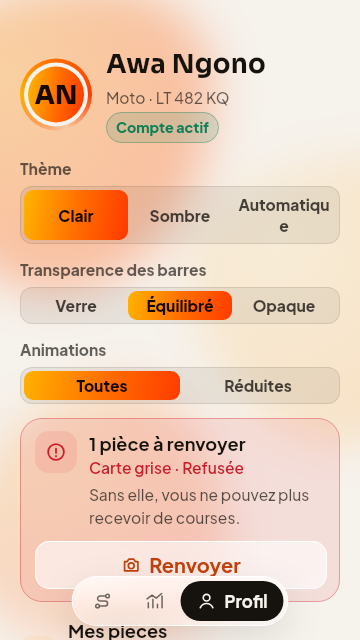 AN
Awa Ngono
Moto · LT 482 KQ
Compte actif
Thème
Clair
Sombre
Automatiqu
e
Transparence des barres
Verre
Équilibré
Opaque
Animations
Toutes
Réduites
1 pièce à renvoyer
Carte grise · Refusée
Sans elle, vous ne pouvez plus
recevoir de courses.
Renvoyer
Profil
Mes pièces